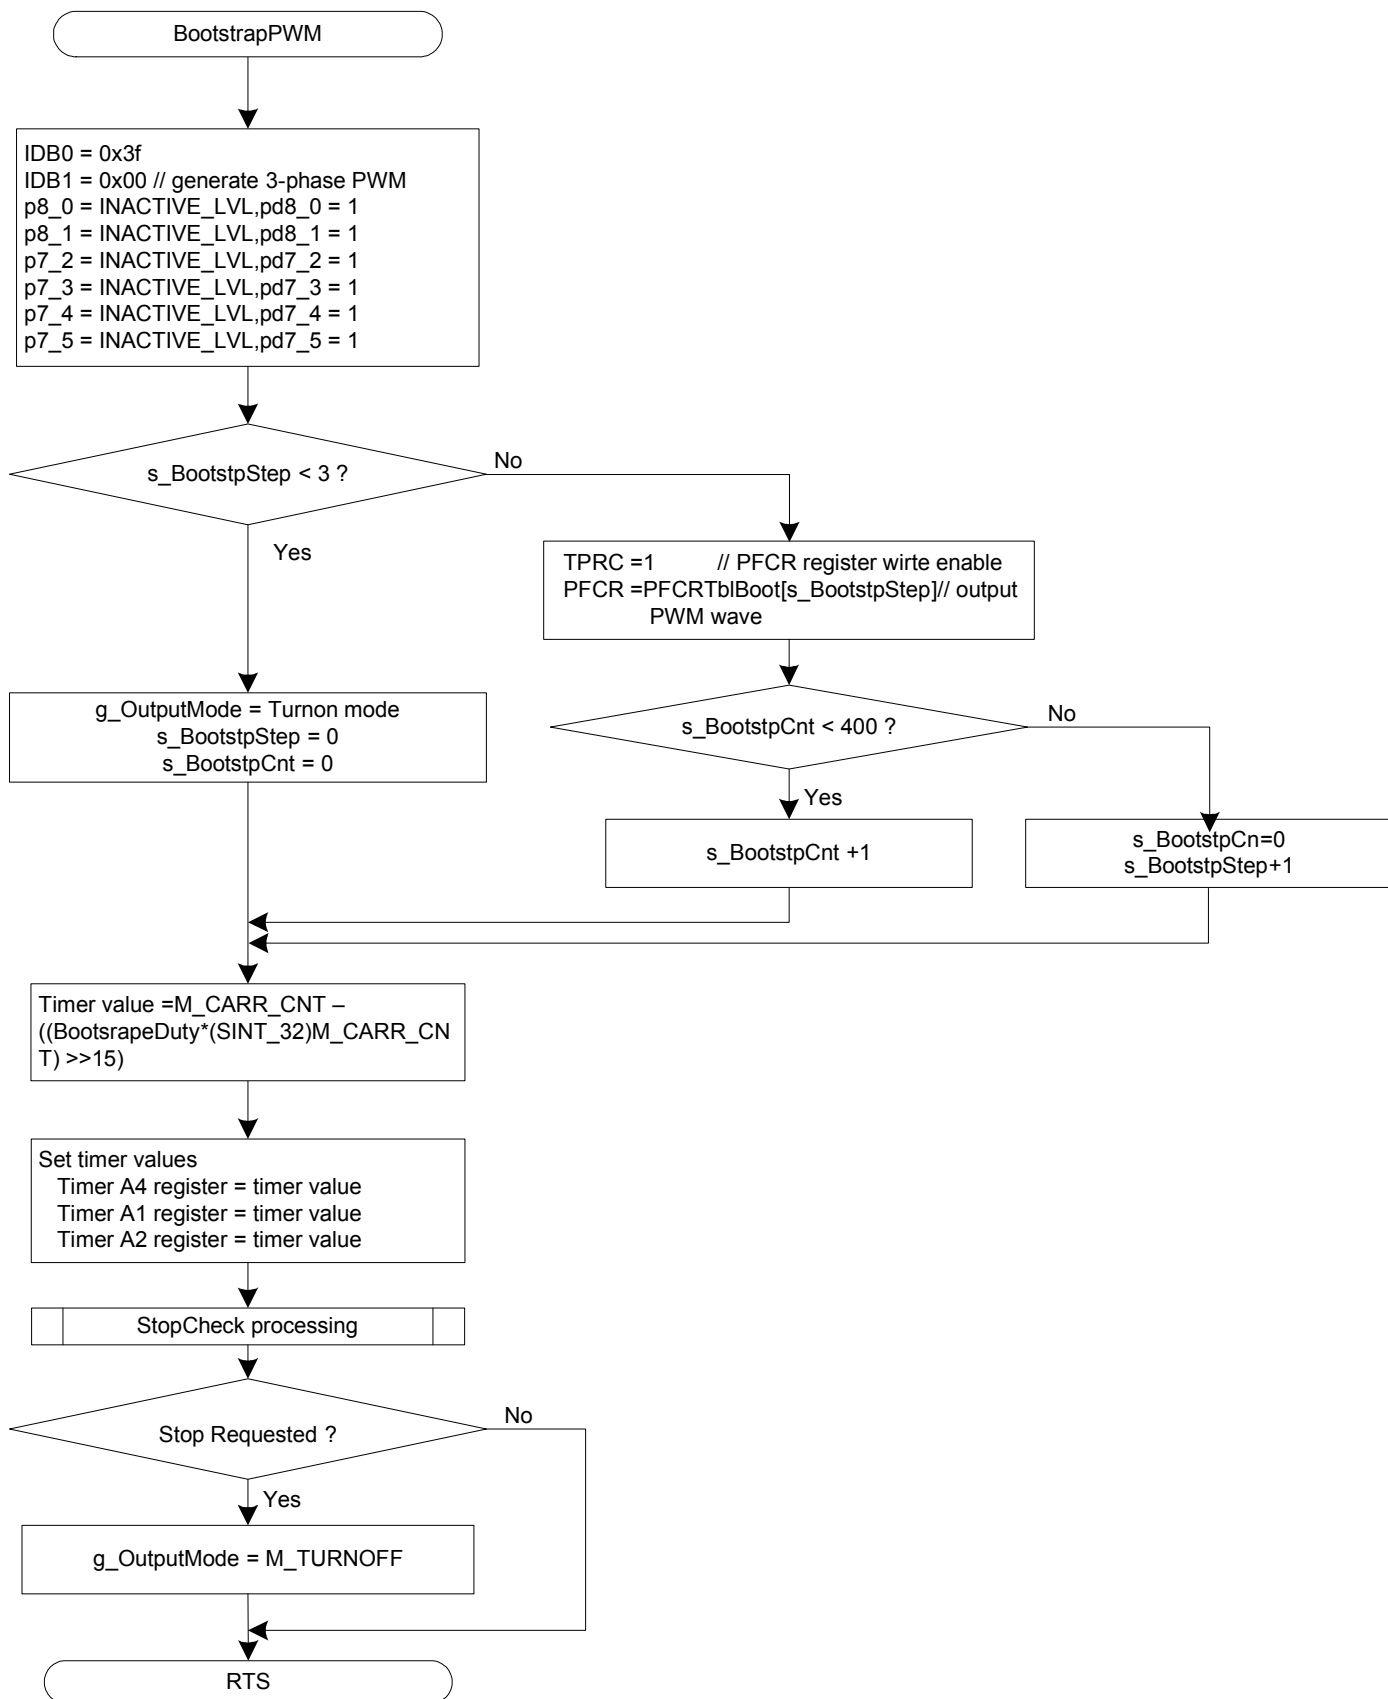 BootstrapPWM
IDB0 = 0x3f
IDB1 = 0x00 // generate 3-phase PWM
p8_0 = INACTIVE_LVL,pd8_0 = 1
p8_1 = INACTIVE_LVL,pd8_1 = 1
p7_2 = INACTIVE_LVL,pd7_2 = 1
p7_3 = INACTIVE_LVL,pd7_3 = 1
p7_4 = INACTIVE_LVL,pd7_4 = 1
p7_5 = INACTIVE_LVL,pd7_5 = 1
s_BootstpStep < 3 ?
No
Yes
TPRC =1 // PFCR register wirte enable
PFCR =PFCRTblBoot[s_BootstpStep]// output
PWM wave
g_OutputMode = Turnon mode
s_BootstpStep = 0
s_BootstpCnt = 0
s_BootstpCnt < 400 ?
No
Yes
s_BootstpCnt +1
s_BootstpCn=0
s_BootstpStep+1
Timer value =M_CARR_CNT –
((BootsrapeDuty*(SINT_32)M_CARR_CN
T) >>15)
Set timer values
Timer A4 register = timer value
Timer A1 register = timer value
Timer A2 register = timer value
StopCheck processing
Stop Requested ?
No
Yes
g_OutputMode = M_TURNOFF
RTS